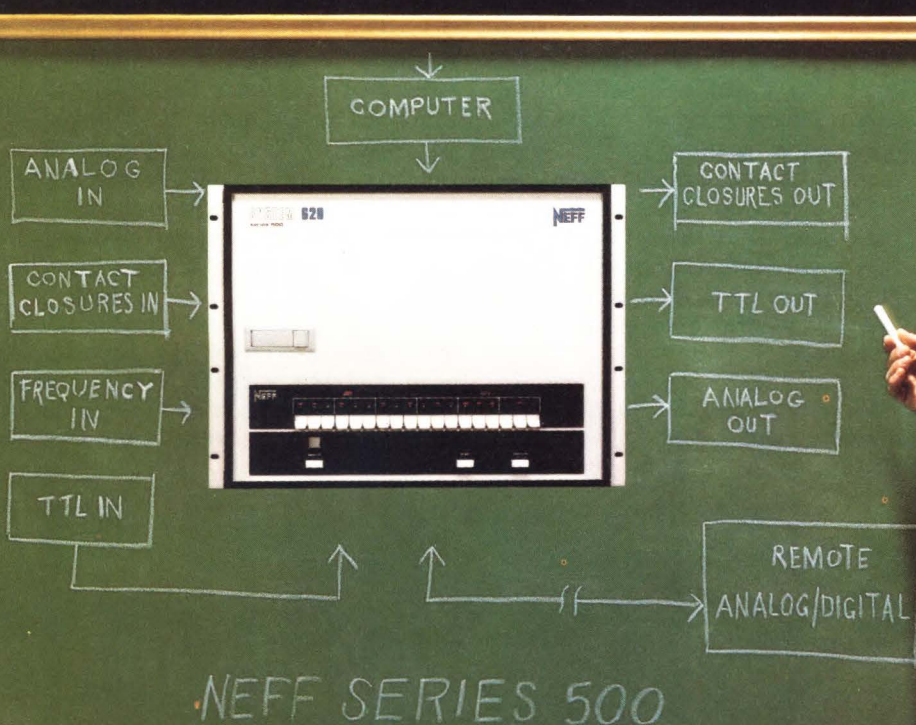 COMPUTER
ANALOG
IN
CONTACT
CLOSURES IN
FREQUENCY
IN
TTL IN
620
NEFF
NEFF
CONTACT
CLOSURES OUT
TTL OUT
ANALOG
OUT
REMOTE
ANALOG/DIGITAL
NEFF SERIES 500